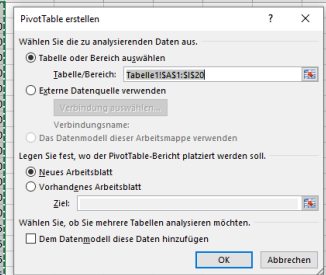 PivotTable erstellen
?
Wählen Sie die zu analysierenden Daten aus.
Tabelle oder Bereich auswählen
Tabelle/Bereich: Tabelle1!$A$1:$I$20
Externe Datenquelle verwenden
Verbindung auswählen...
Verbindungsname:
Das Datenmodell dieser Arbeitsmappe verwenden
Legen Sie fest, wo der PivotTable-Bericht platziert werden soll.
Neues Arbeitsblatt
Vorhandenes Arbeitsblatt
Ziel:
Wählen Sie, ob Sie mehrere Tabellen analysieren möchten.
Dem Datenmodell diese Daten hinzufügen
OK Abbrechen